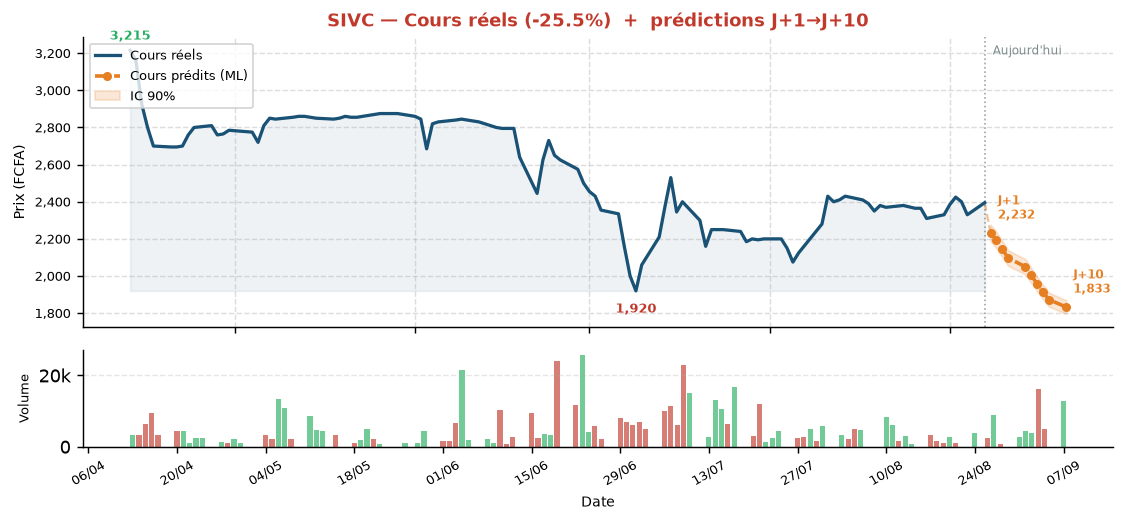 SIVC — Cours réels (-25.5%)  +  prédictions J+1→J+10
3,215
Cours réels
Cours prédits (ML)
IC 90%
Aujourd'hui
Prix (FCFA)
3,200
3,000
2,800
2,600
2,400
2,200
2,000
1,800
J+1
2,232
J+10
1,833
1,920
Volume
20k
0
06/04
20/04
04/05
18/05
01/06
15/06
29/06
13/07
27/07
10/08
24/08
07/09
Date